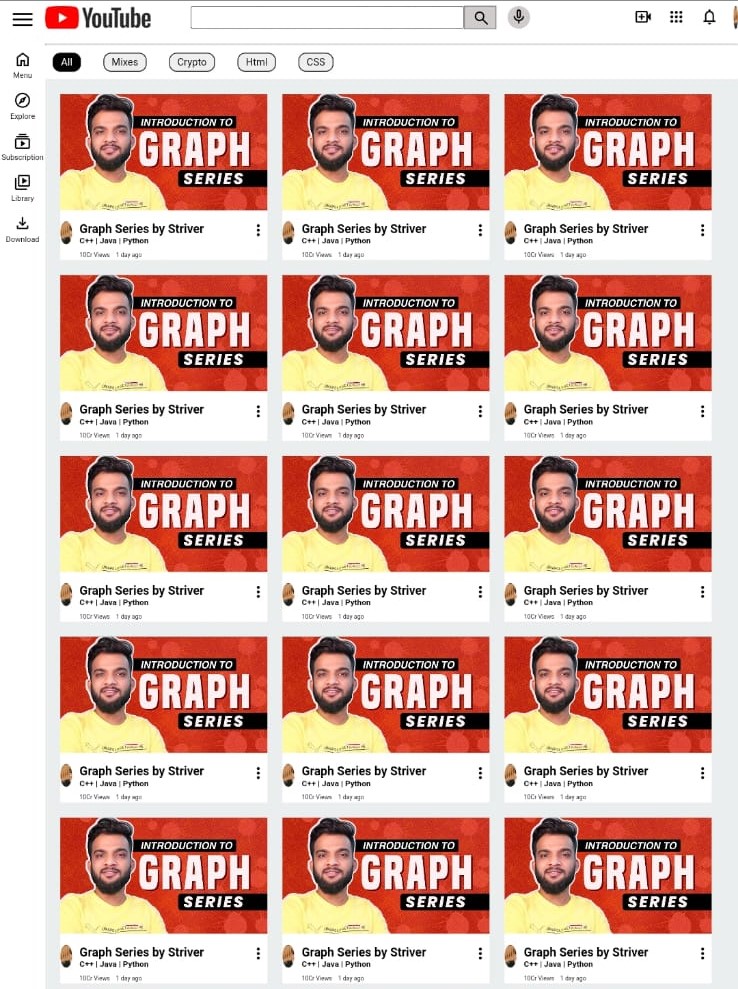 YouTube
All Mixes Crypto Html CSS
Menu
Explore
Subscription
Library
Download
INTRODUCTION TO INTRODUCTION TO INTRODUCTION TO
GRAPH GRAPH GRAPH
SERIES SERIES SERIES
Graph Series by Striver Graph Series by Striver Graph Series by Striver
C++ | Java | Python C++ | Java | Python C++ | Java | Python
10Cr Views 1 day ago 10Cr Views 1 day ago 10Cr Views 1 day ago
INTRODUCTION TO INTRODUCTION TO INTRODUCTION TO
GRAPH GRAPH GRAPH
SERIES SERIES SERIES
Graph Series by Striver Graph Series by Striver Graph Series by Striver
C++ | Java | Python C++ | Java | Python C++ | Java | Python
10Cr Views 1 day ago 10Cr Views 1 day ago 10Cr Views 1 day ago
INTRODUCTION TO INTRODUCTION TO INTRODUCTION TO
GRAPH GRAPH GRAPH
SERIES SERIES SERIES
Graph Series by Striver Graph Series by Striver Graph Series by Striver
C++ | Java | Python C++ | Java | Python C++ | Java | Python
10Cr Views 1 day ago 10Cr Views 1 day ago 10Cr Views 1 day ago
INTRODUCTION TO INTRODUCTION TO INTRODUCTION TO
GRAPH GRAPH GRAPH
SERIES SERIES SERIES
Graph Series by Striver Graph Series by Striver Graph Series by Striver
C++ | Java | Python C++ | Java | Python C++ | Java | Python
10Cr Views 1 day ago 10Cr Views 1 day ago 10Cr Views 1 day ago
INTRODUCTION TO INTRODUCTION TO INTRODUCTION TO
GRAPH GRAPH GRAPH
SERIES SERIES SERIES
Graph Series by Striver Graph Series by Striver Graph Series by Striver
C++ | Java | Python C++ | Java | Python C++ | Java | Python
10Cr Views 1 day ago 10Cr Views 1 day ago 10Cr Views 1 day ago